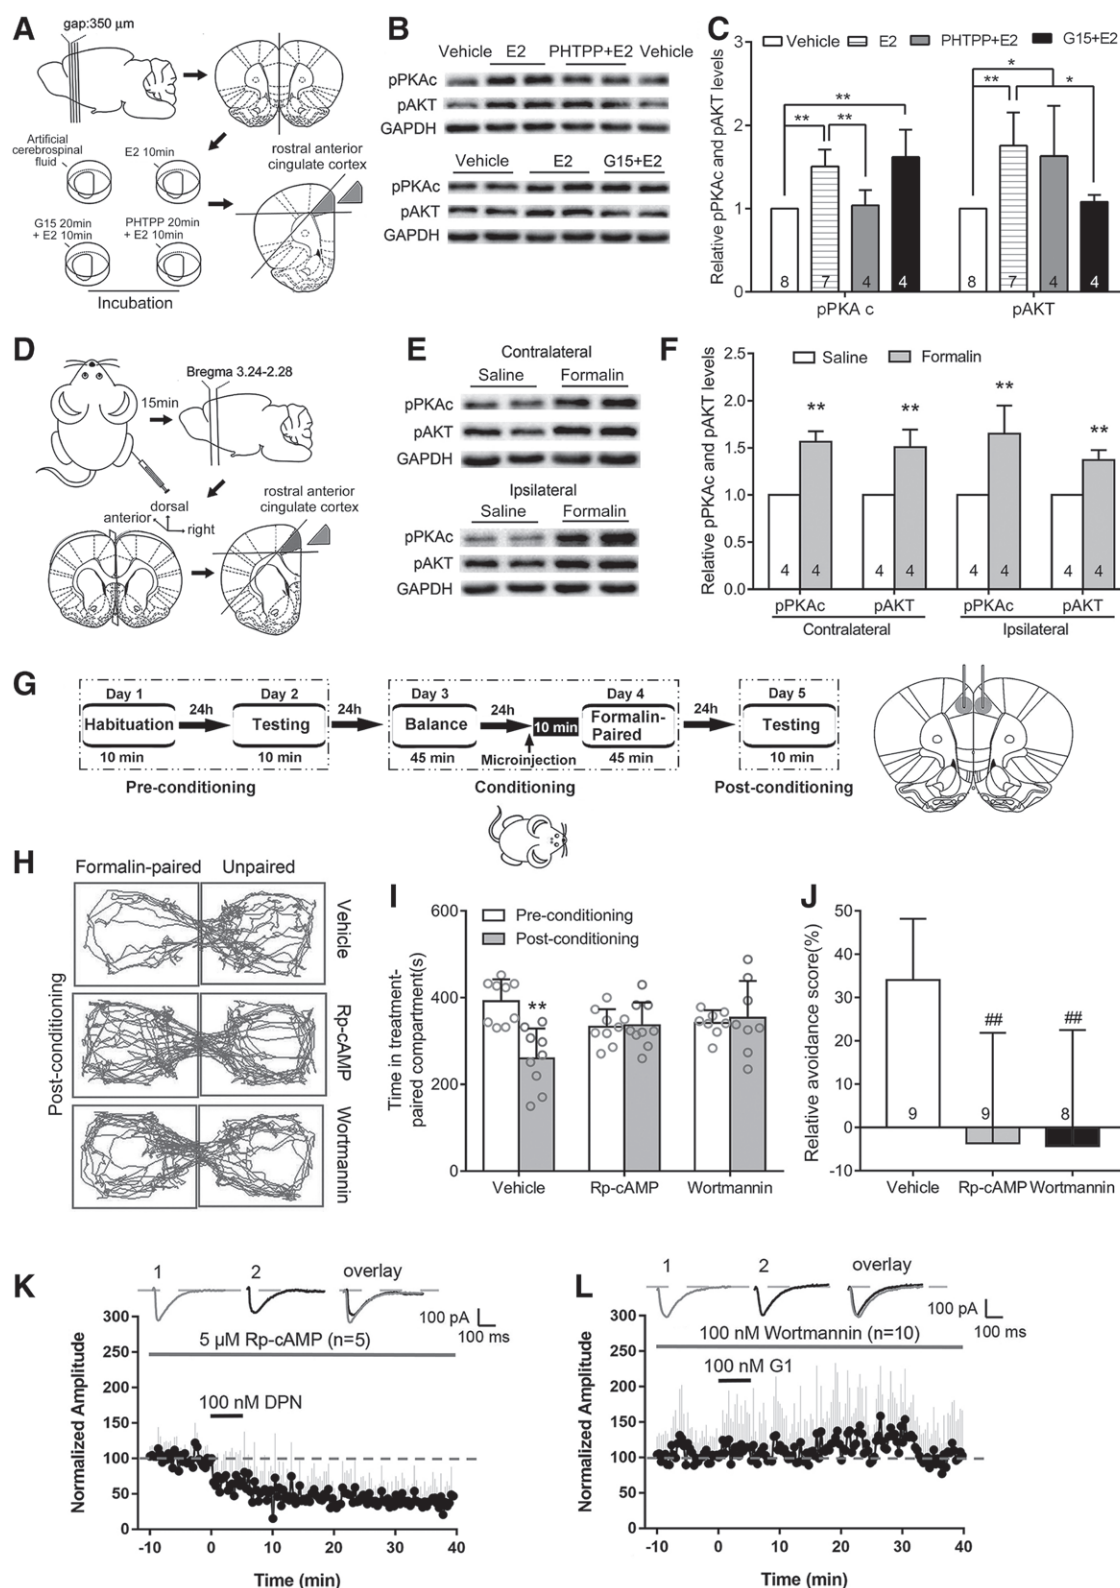 A
gap:350 µm
Artificial
cerebrospinal
fluid
E2 10min
rostral anterior
cingulate cortex
G15 20min
+ E2 10min
PHTPP 20min
+ E2 10min
Incubation
B
Vehicle E2 PHTPP+E2 Vehicle
pPKAc
pAKT
GAPDH
Vehicle E2 G15+E2
pPKAc
pAKT
GAPDH
C
Vehicle E2 PHTPP+E2 G15+E2
Relative pPKAc and pAKT levels
3
2
1
0
** ** **
** * *
8 7 4 4 8 7 4 4
pPKA c pAKT
D
15min
Bregma 3.24-2.28
dorsal
anterior
right
rostral anterior
cingulate cortex
E
Contralateral
Saline Formalin
pPKAc
pAKT
GAPDH
Ipsilateral
Saline Formalin
pPKAc
pAKT
GAPDH
F
Saline Formalin
Relative pPKAc and pAKT levels
2.5
2.0
1.5
1.0
0.5
0.0
** ** ** **
4 4 4 4 4 4 4 4
pPKAc pAKT pPKAc pAKT
Contralateral Ipsilateral
G
Day 1
Habituation
10 min
24h
Day 2
Testing
10 min
Pre-conditioning
24h
Day 3
Balance
45 min
24h
10 min
Microinjection
Day 4
Formalin-
Paired
45 min
Conditioning
24h
Day 5
Testing
10 min
Post-conditioning
H
Formalin-paired Unpaired
Post-conditioning
Vehicle
Rp-cAMP
Wortmannin
I
Pre-conditioning
Post-conditioning
Time in treatment-
paired compartment(s)
600
400
200
0
**
Vehicle Rp-cAMP Wortmannin
J
Relative avoidance score(%)
50
40
30
20
10
0
-10
## ##
9 9 8
Vehicle Rp-cAMP Wortmannin
K
1 2 overlay
100 pA
100 ms
5 µM Rp-cAMP (n=5)
100 nM DPN
Normalized Amplitude
300
250
200
150
100
50
0
-10 0 10 20 30 40
Time (min)
L
1 2 overlay
100 pA
100 ms
100 nM Wortmannin (n=10)
100 nM G1
Normalized Amplitude
300
250
200
150
100
50
0
-10 0 10 20 30 40
Time (min)